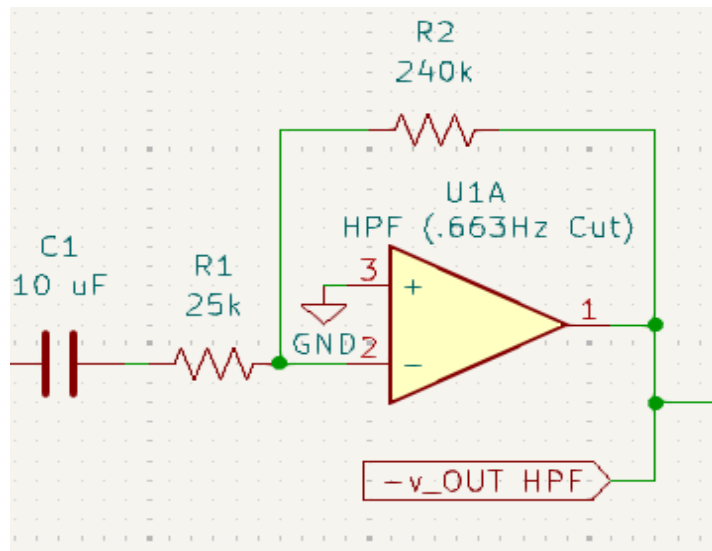 R2
240k
U1A
HPF (.663Hz Cut)
C1
10 uF
R1
25k
3
+
1
GND
2
−
-v_OUT HPF